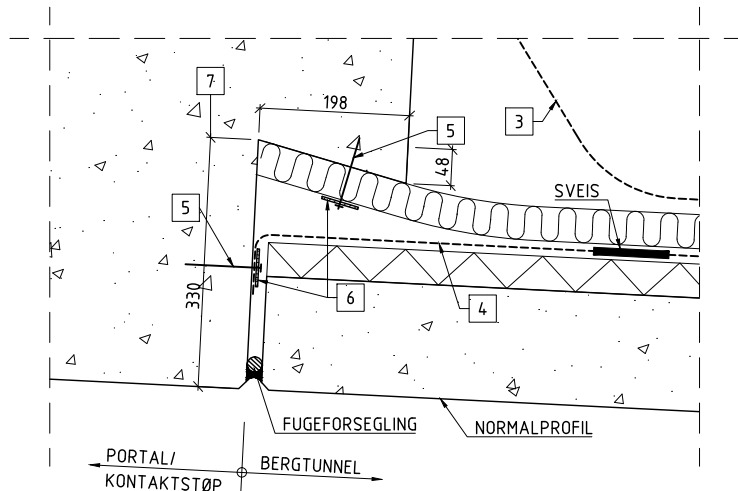 7
198
5
3
48
SVEIS
5
330
6
4
FUGEFORSEGLING
NORMALPROFIL
PORTAL/
KONTAKTSTØP
BERGTUNNEL